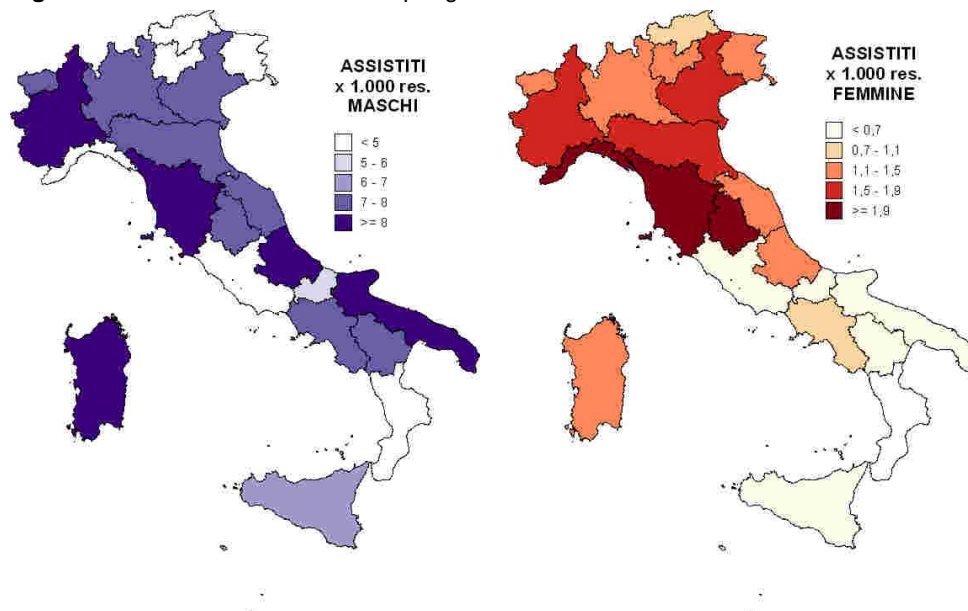 ASSISTITI
x 1.000 res.
MASCHI
< 5
5 - 6
6 - 7
7 - 8
>= 8
ASSISTITI
x 1.000 res.
FEMMINE
< 0,7
0,7 - 1,1
1,1 - 1,5
1,5 - 1,9
>= 1,9